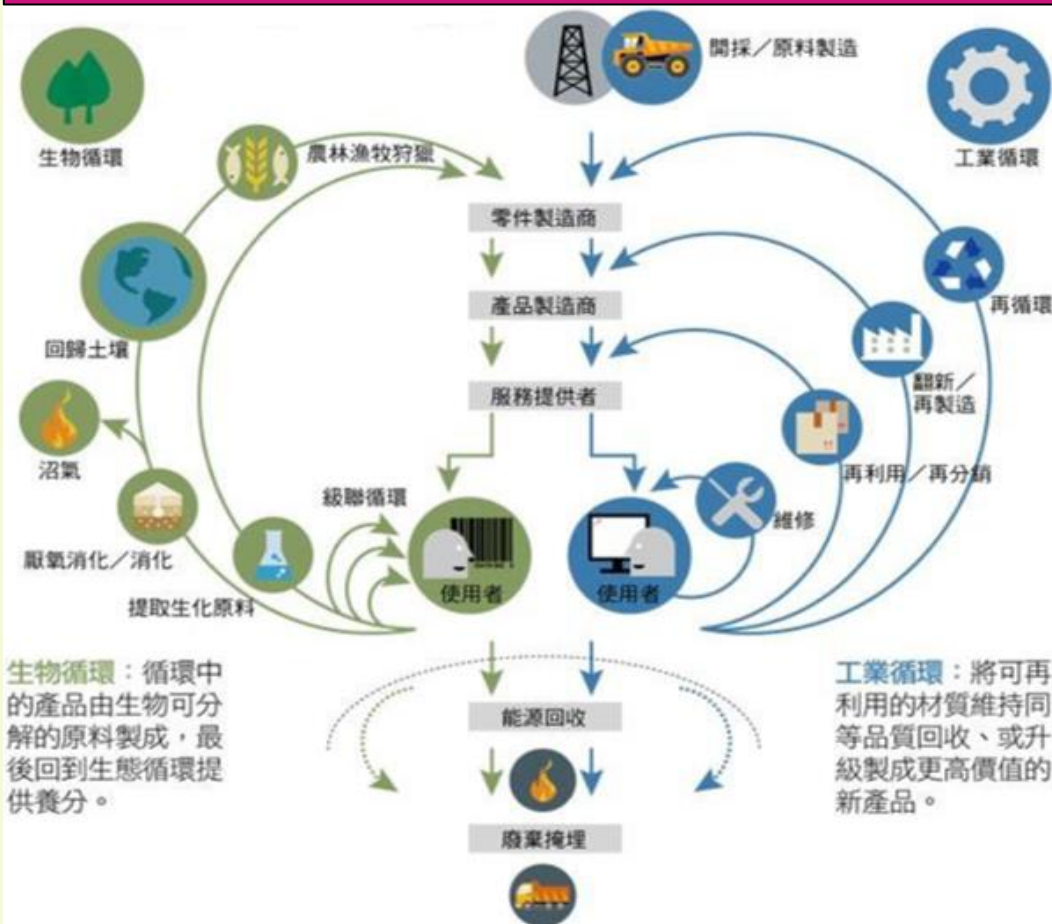 開採／原料製造
生物循環
農林漁牧狩獵
工業循環
零件製造商
再循環
產品製造商
回歸土壤
翻新／
再製造
服務提供者
沼氣
再利用／再分銷
級聯循環
維修
厭氧消化／消化
使用者
使用者
提取生化原料
生物循環：循環中
的產品由生物可分
解的原料製成，最
後回到生態循環提
供養分。
工業循環：將可再
利用的材質維持同
等品質回收、或升
級製成更高價值的
新產品。
能源回收
廢棄掩埋